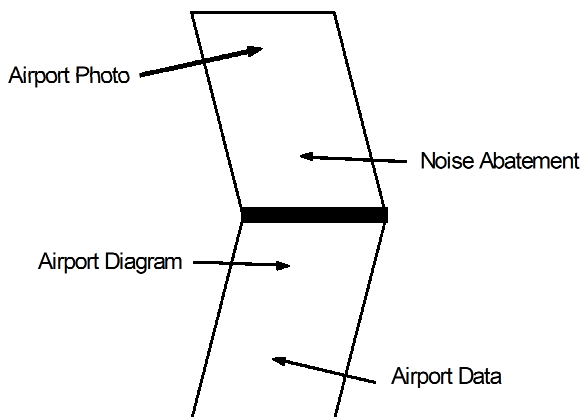 Airport Photo
Noise Abatement
Airport Diagram
Airport Data